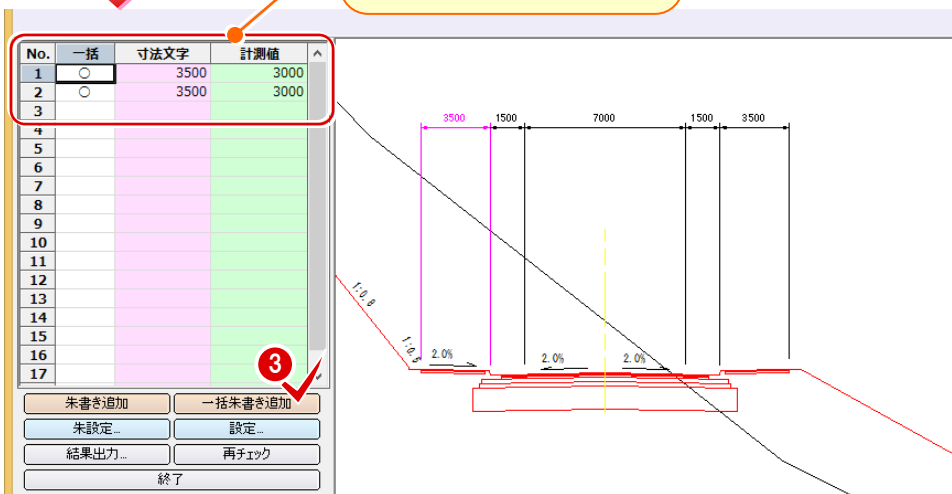 No. 一括 寸法文字 計測値
1 ○ 3500 3000
2 ○ 3500 3000
3
4
5
6
7
8
9
10
11
12
13
14
15
16
17
3
朱書き追加 一括朱書き追加
朱設定... 設定...
結果出力... 再チェック
終了
3500 1500 7000 1500 3500
1:0.8
1:0.5
2.0% 2.0% 2.0%